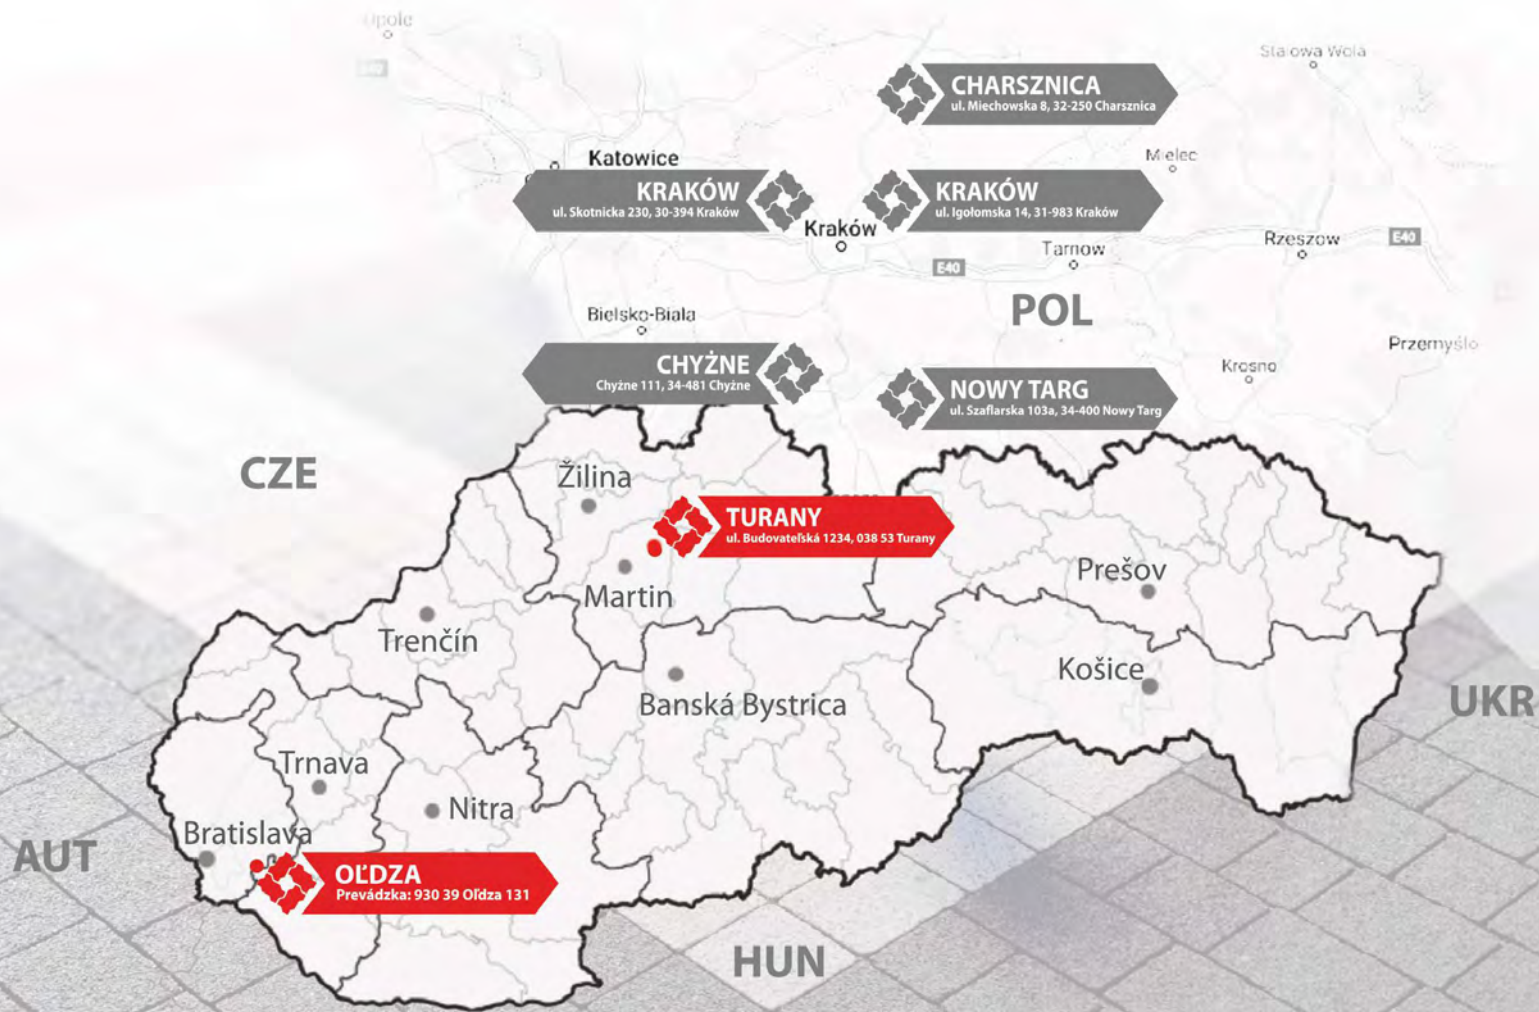 Opole
E40
Stalowa Wola
CHARSZNICA
ul. Miechowska 8, 32-250 Charsznica
Katowice
Mielec
KRAKÓW
ul. Skotnicka 230, 30-394 Kraków
KRAKÓW
ul. Igołomska 14, 31-983 Kraków
Kraków
Tarnow
Rzeszow
E40
E40
POL
Bielsko-Biala
Przemyśl
Krosno
CHYŻNE
Chyżne 111, 34-481 Chyżne
NOWY TARG
ul. Szaflarska 103a, 34-400 Nowy Targ
CZE
Žilina
TURANY
ul. Budovateľská 1234, 038 53 Turany
Martin
Prešov
Trenčín
Košice
Banská Bystrica
UKR
Trnava
Nitra
Bratislava
AUT
OĽDZA
Prevádzka: 930 39 Oľdza 131
HUN